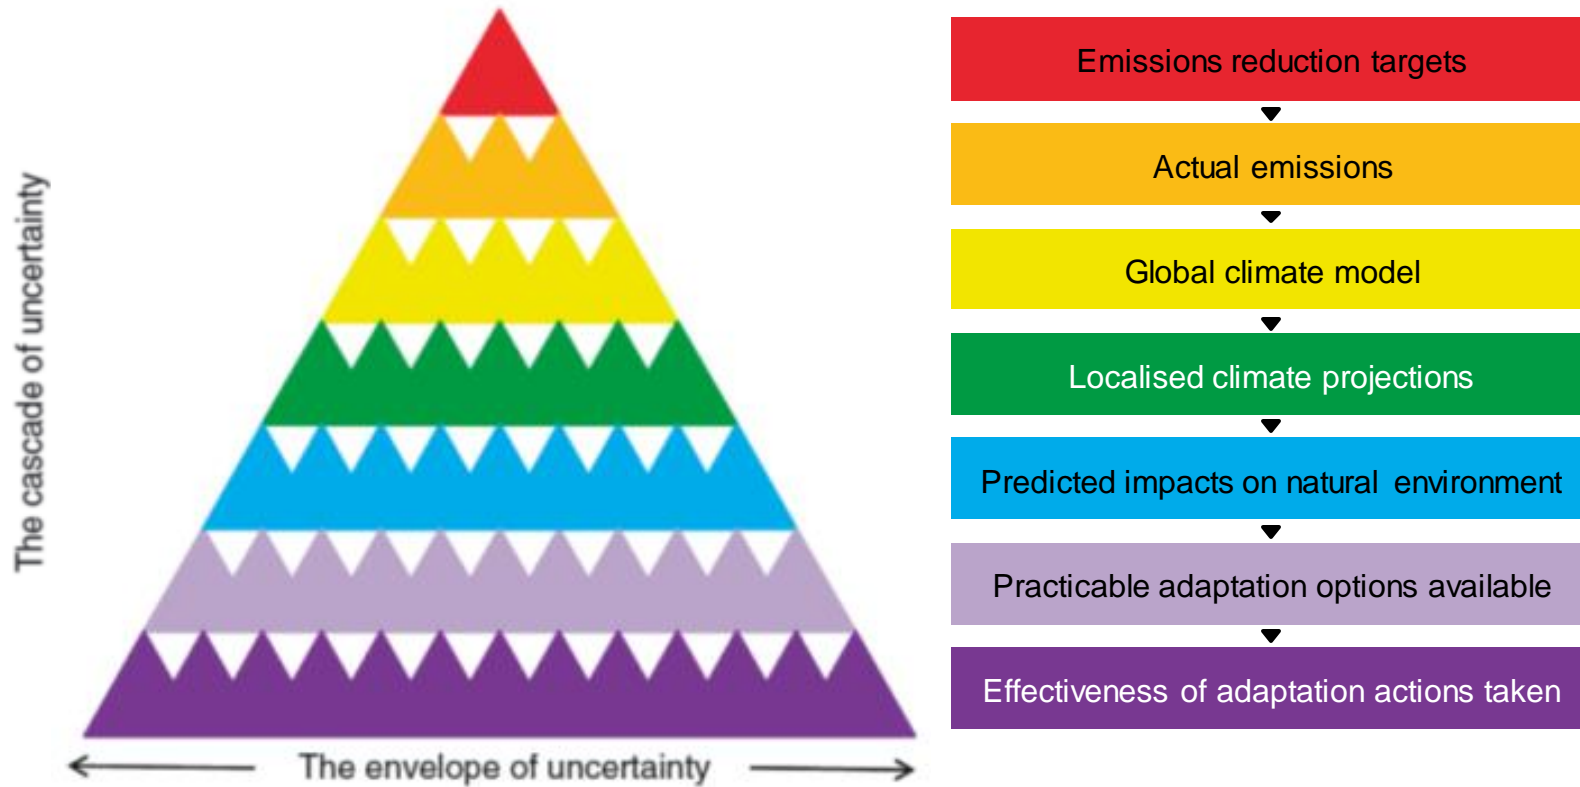 The cascade of uncertainty
The envelope of uncertainty
Emissions reduction targets
Actual emissions
Global climate model
Localised climate projections
Predicted impacts on natural environment
Practicable adaptation options available
Effectiveness of adaptation actions taken